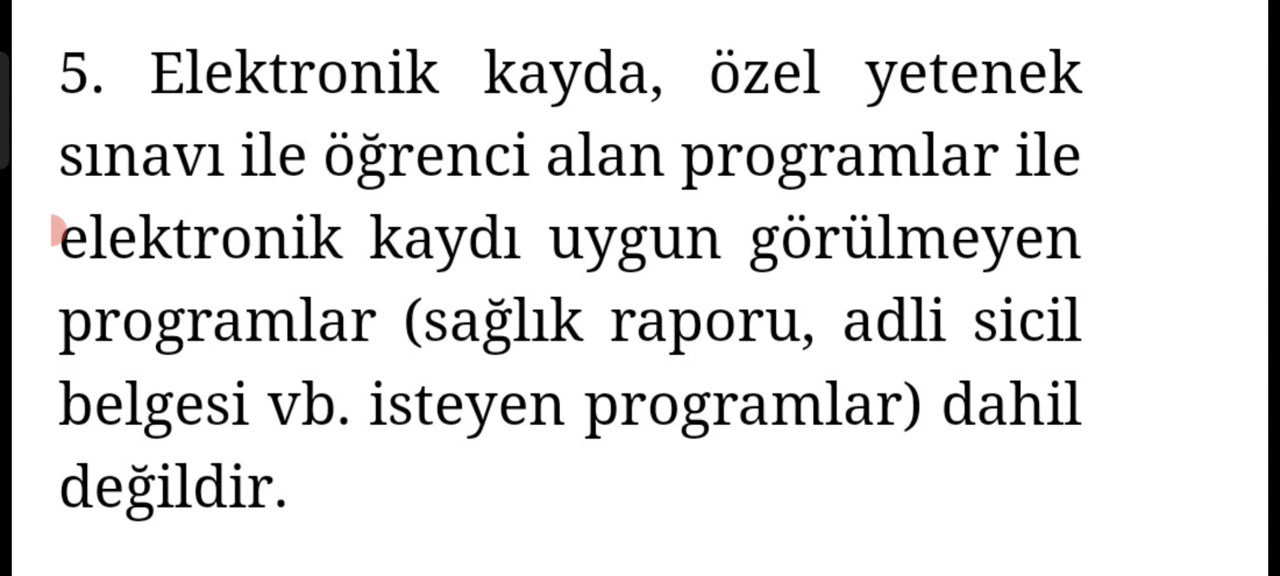 5. Elektronik kayda, özel yetenek
sınavı ile öğrenci alan programlar ile
elektronik kaydı uygun görülmeyen
programlar (sağlık raporu, adli sicil
belgesi vb. isteyen programlar) dahil
değildir.